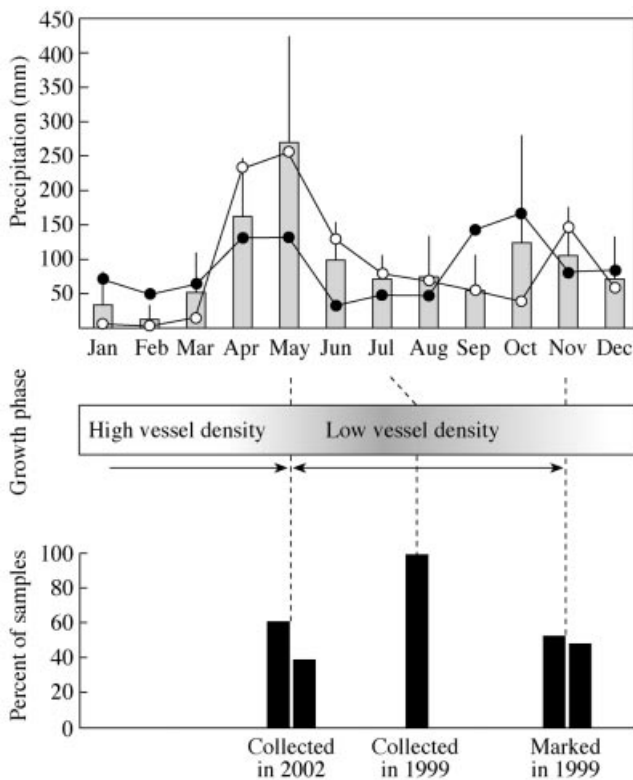 Precipitation (mm)
450
400
350
300
250
200
150
100
50
Jan Feb Mar Apr May Jun Jul Aug Sep Oct Nov Dec
Growth phase
High vessel density Low vessel density
Percent of samples
100
80
60
40
20
0
Collected in 2002
Collected in 1999
Marked in 1999